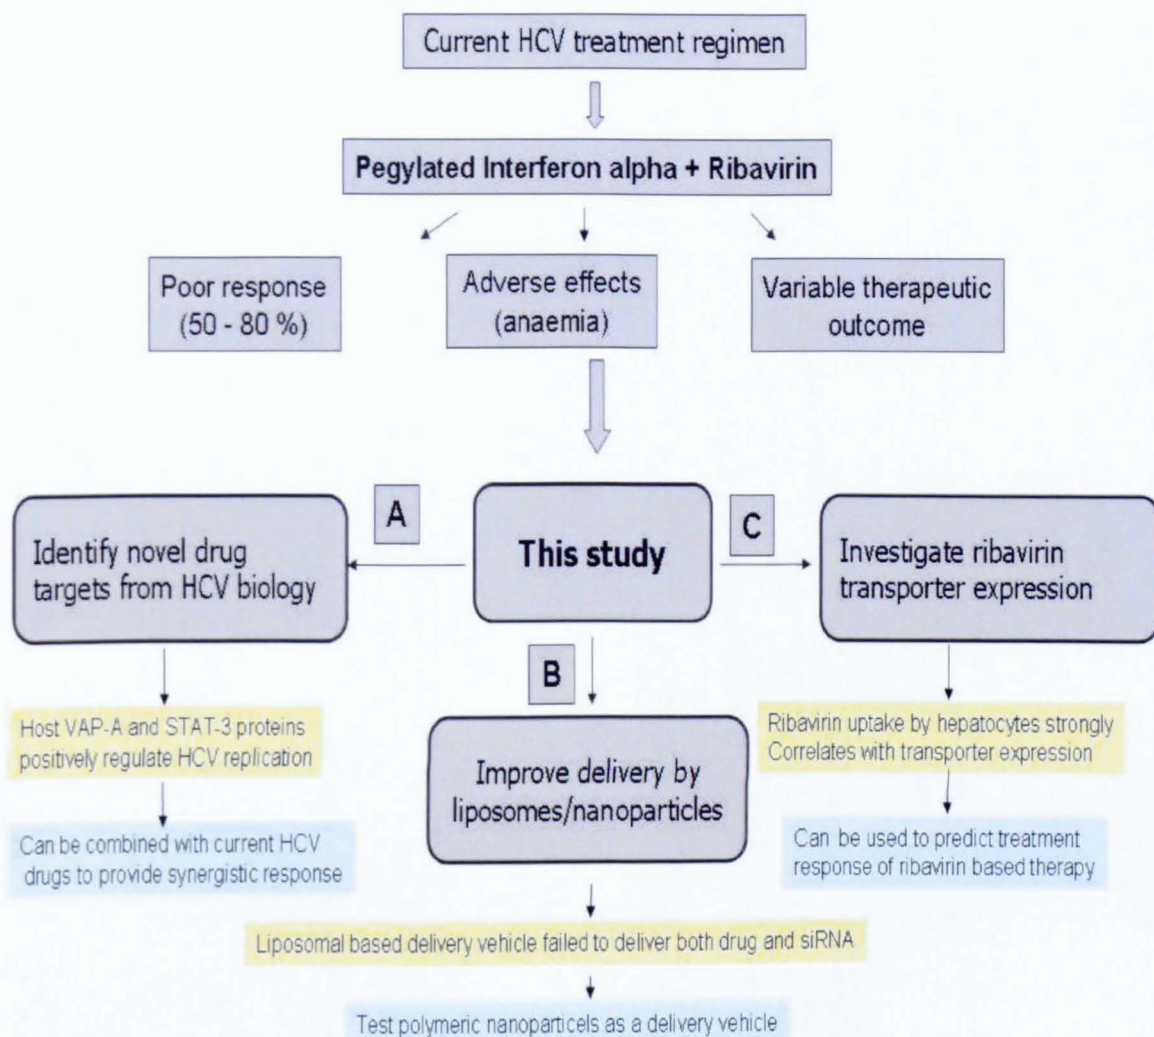 Current HCV treatment regimen
Pegylated Interferon alpha + Ribavirin
Poor response
(50 - 80 %)
Adverse effects
(anaemia)
Variable therapeutic
outcome
A
This study
C
Identify novel drug
targets from HCV biology
Investigate ribavirin
transporter expression
B
Host VAP-A and STAT-3 proteins
positively regulate HCV replication
Improve delivery by
liposomes/nanoparticles
Ribavirin uptake by hepatocytes strongly
Correlates with transporter expression
Can be combined with current HCV
drugs to provide synergistic response
Can be used to predict treatment
response of ribavirin based therapy
Liposomal based delivery vehicle failed to deliver both drug and siRNA
Test polymeric nanoparticels as a delivery vehicle